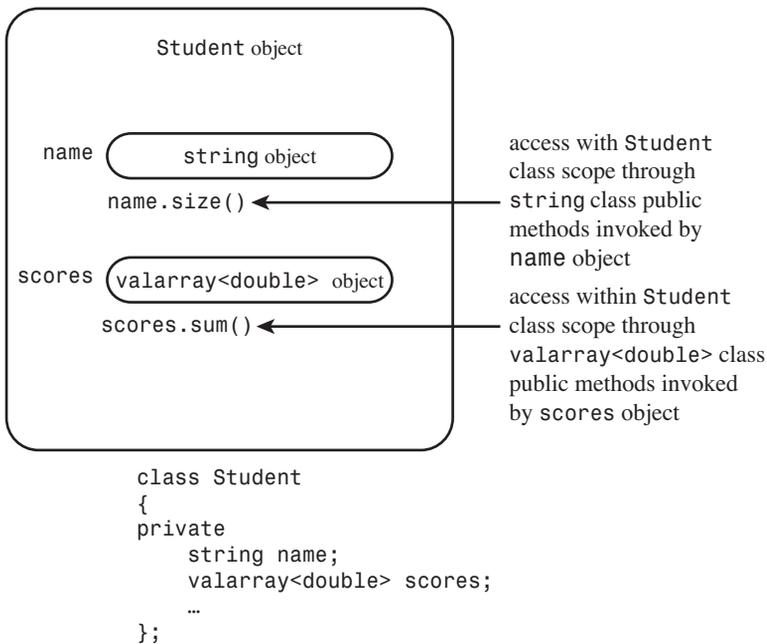 Student object
name
string object
name.size()
access with Student
class scope through
string class public
methods invoked by
name object
scores
valarray<double> object
scores.sum()
access within Student
class scope through
valarray<double> class
public methods invoked
by scores object
class Student
{
private
string name;
valarray<double> scores;
…
};